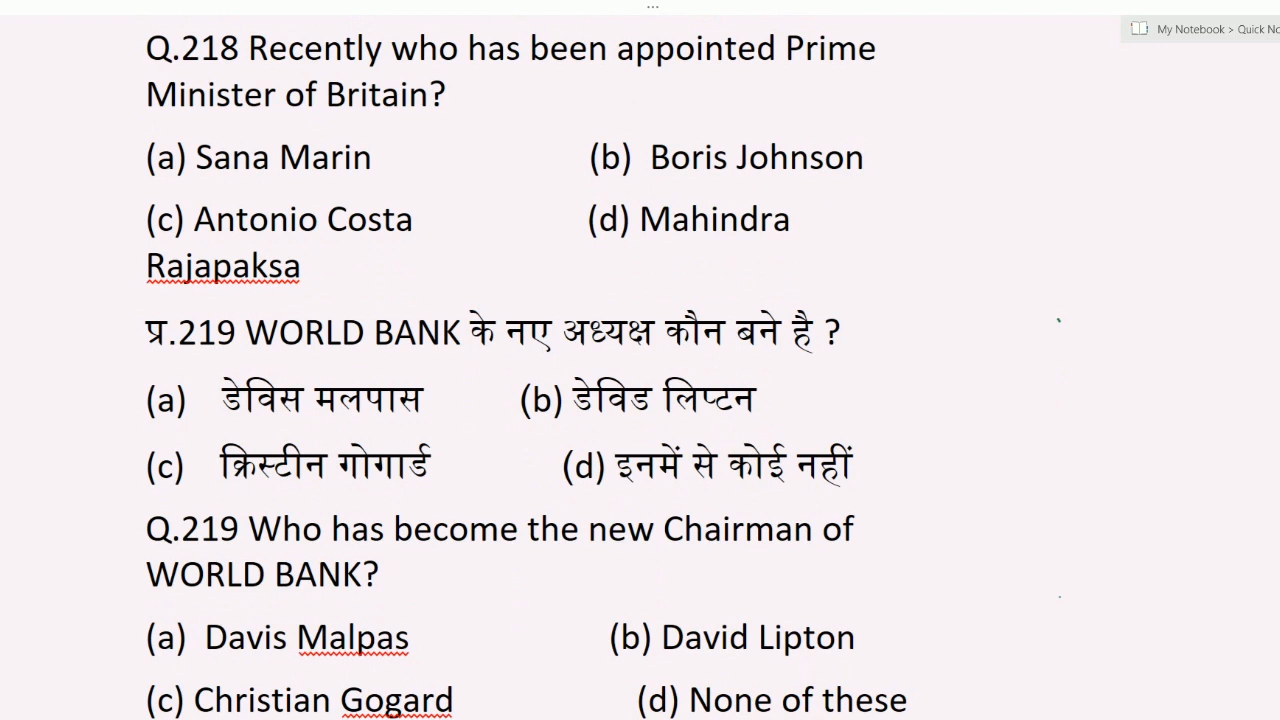 My Notebook > Quick No
Q.218 Recently who has been appointed Prime
Minister of Britain?
(a) Sana Marin (b) Boris Johnson
(c) Antonio Costa (d) Mahindra
Rajapaksa
प्र.219 WORLD BANK के नए अध्यक्ष कौन बने है ?
(a) डेविस मलपास (b) डेविड लिप्टन
(c) क्रिस्टीन गोगार्ड (d) इनमें से कोई नहीं
Q.219 Who has become the new Chairman of
WORLD BANK?
(a) Davis Malpas (b) David Lipton
(c) Christian Gogard (d) None of these